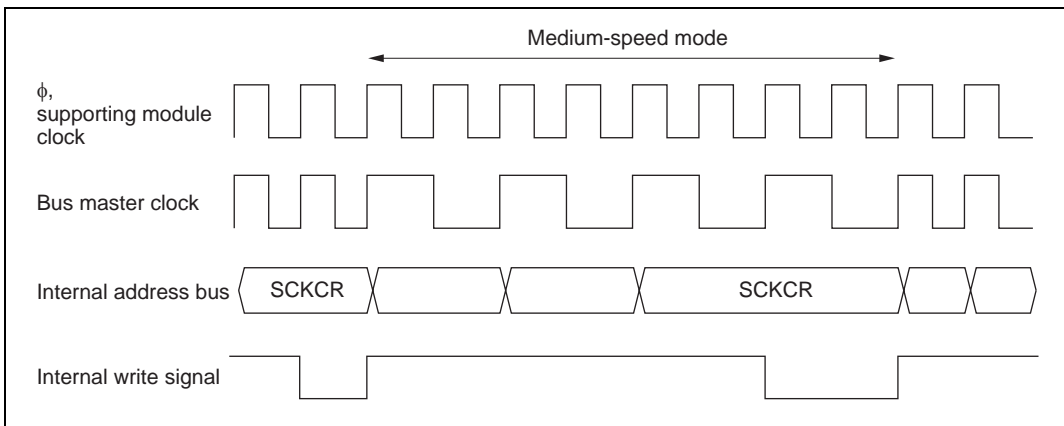 Medium-speed mode
ϕ,
supporting module
clock
Bus master clock
Internal address bus
SCKCR
SCKCR
Internal write signal